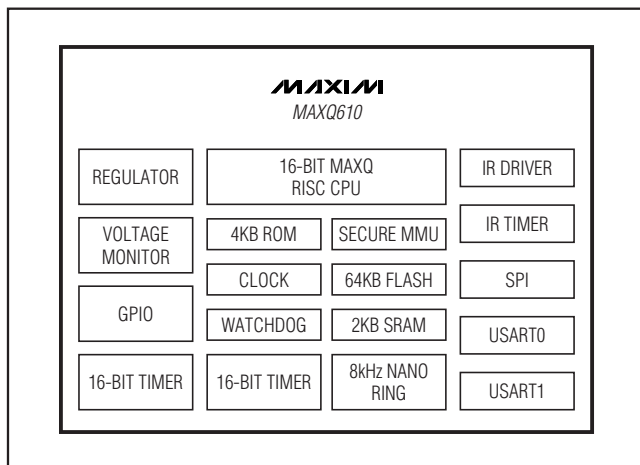 MAXIM
MAXQ610
REGULATOR
16-BIT MAXQ
RISC CPU
IR DRIVER
VOLTAGE
MONITOR
4KB ROM
SECURE MMU
IR TIMER
CLOCK
64KB FLASH
SPI
GPIO
WATCHDOG
2KB SRAM
USART0
16-BIT TIMER
16-BIT TIMER
8kHz NANO
RING
USART1